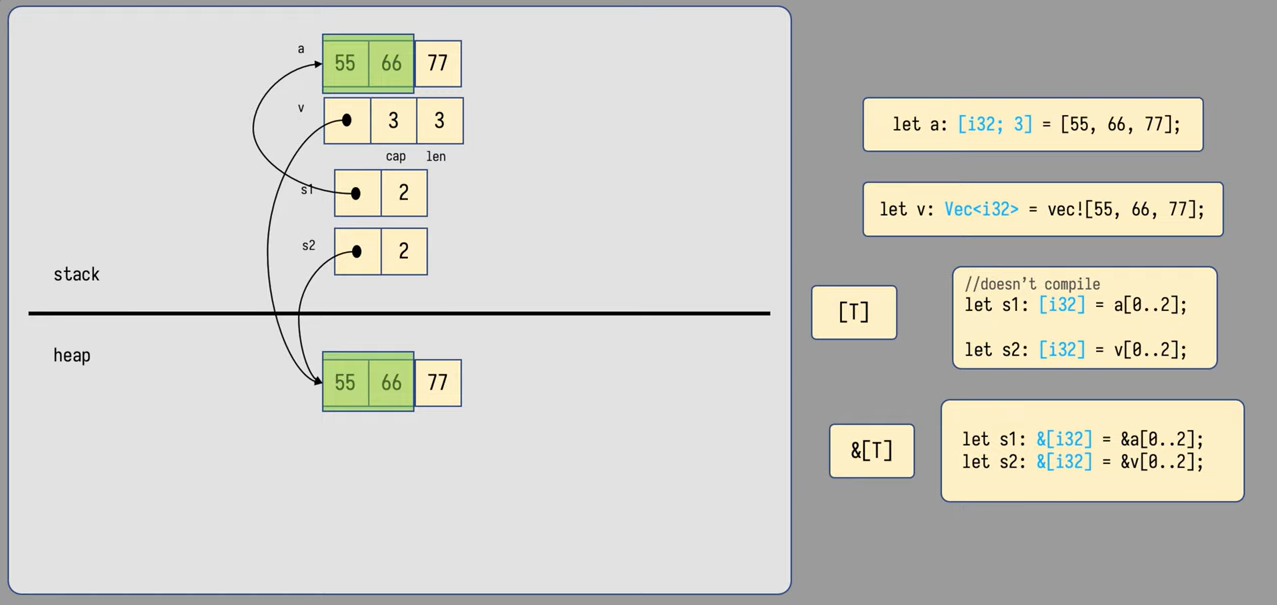 a
55 66 77
v
3 3
cap len
s1
2
s2
2
stack
heap
55 66 77
let a: [i32; 3] = [55, 66, 77];
let v: Vec<i32> = vec![55, 66, 77];
[T]
//doesn't compile
let s1: [i32] = a[0..2];
let s2: [i32] = v[0..2];
&[T]
let s1: &[i32] = &a[0..2];
let s2: &[i32] = &v[0..2];